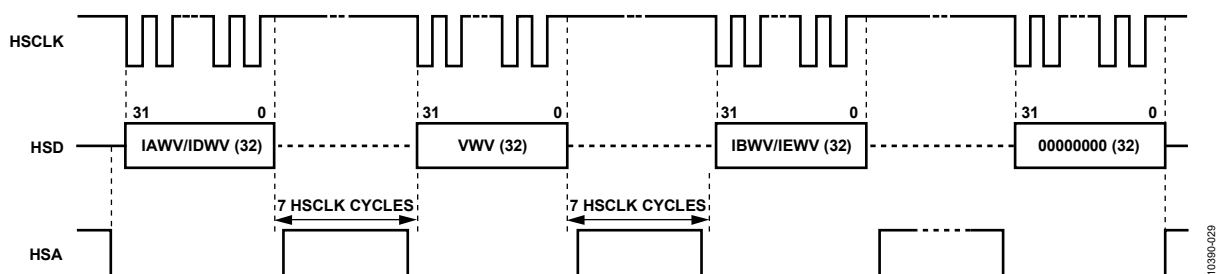 HSCLK
31 0 31 0 31 0 31 0
HSD
IAWV/IDWV (32) VWV (32) IBWV/IEWV (32) 00000000 (32)
7 HSCLK CYCLES 7 HSCLK CYCLES
HSA
10390-029